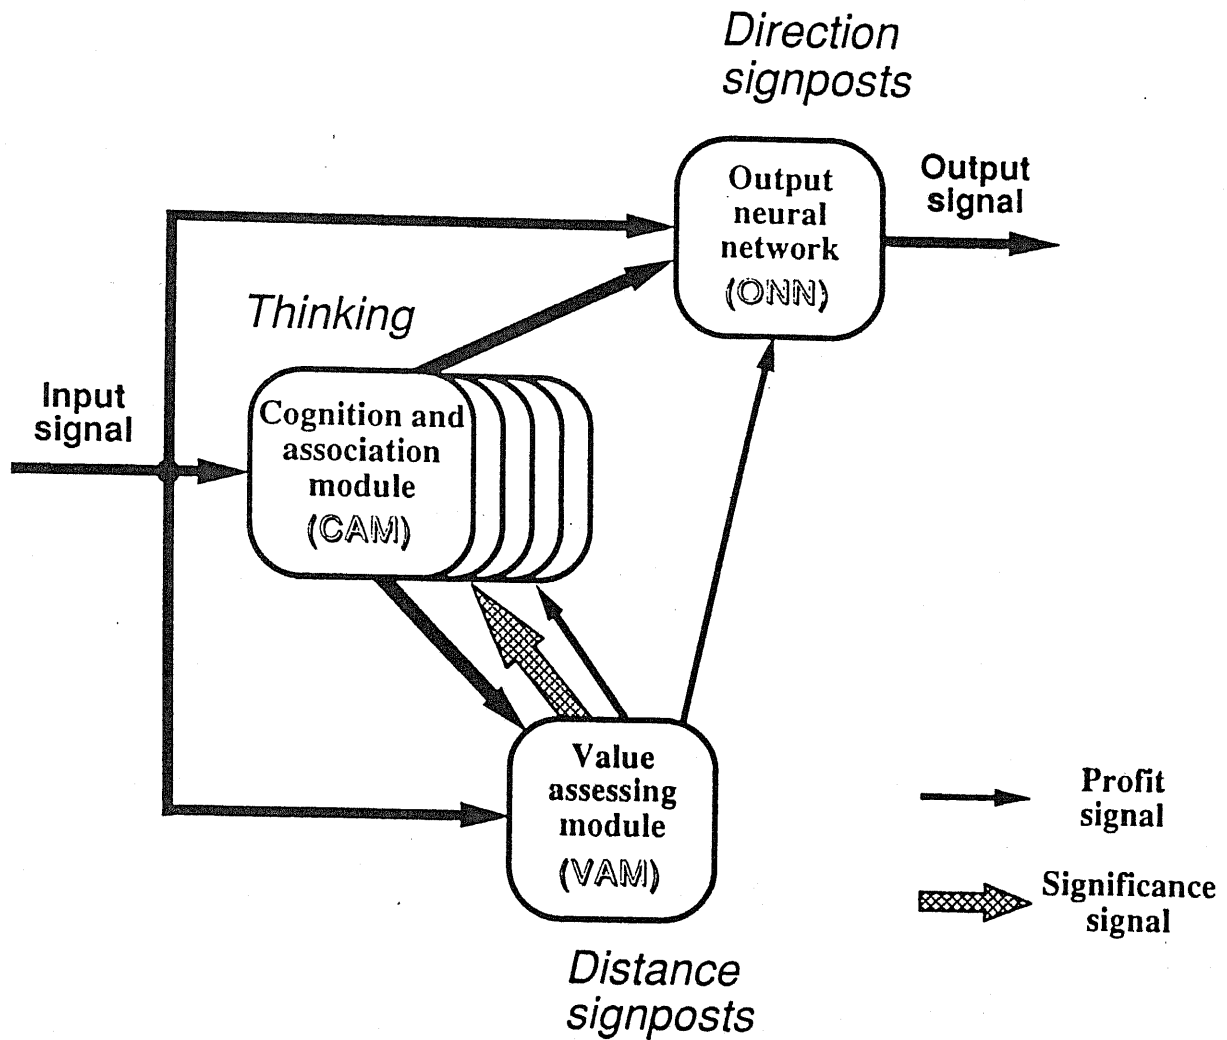 Direction
signposts
Output
neural
network
(ONN)
Output
signal
Thinking
Input
signal
Cognition and
association
module
(CAM)
Value
assessing
module
(VAM)
Profit
signal
Significance
signal
Distance
signposts